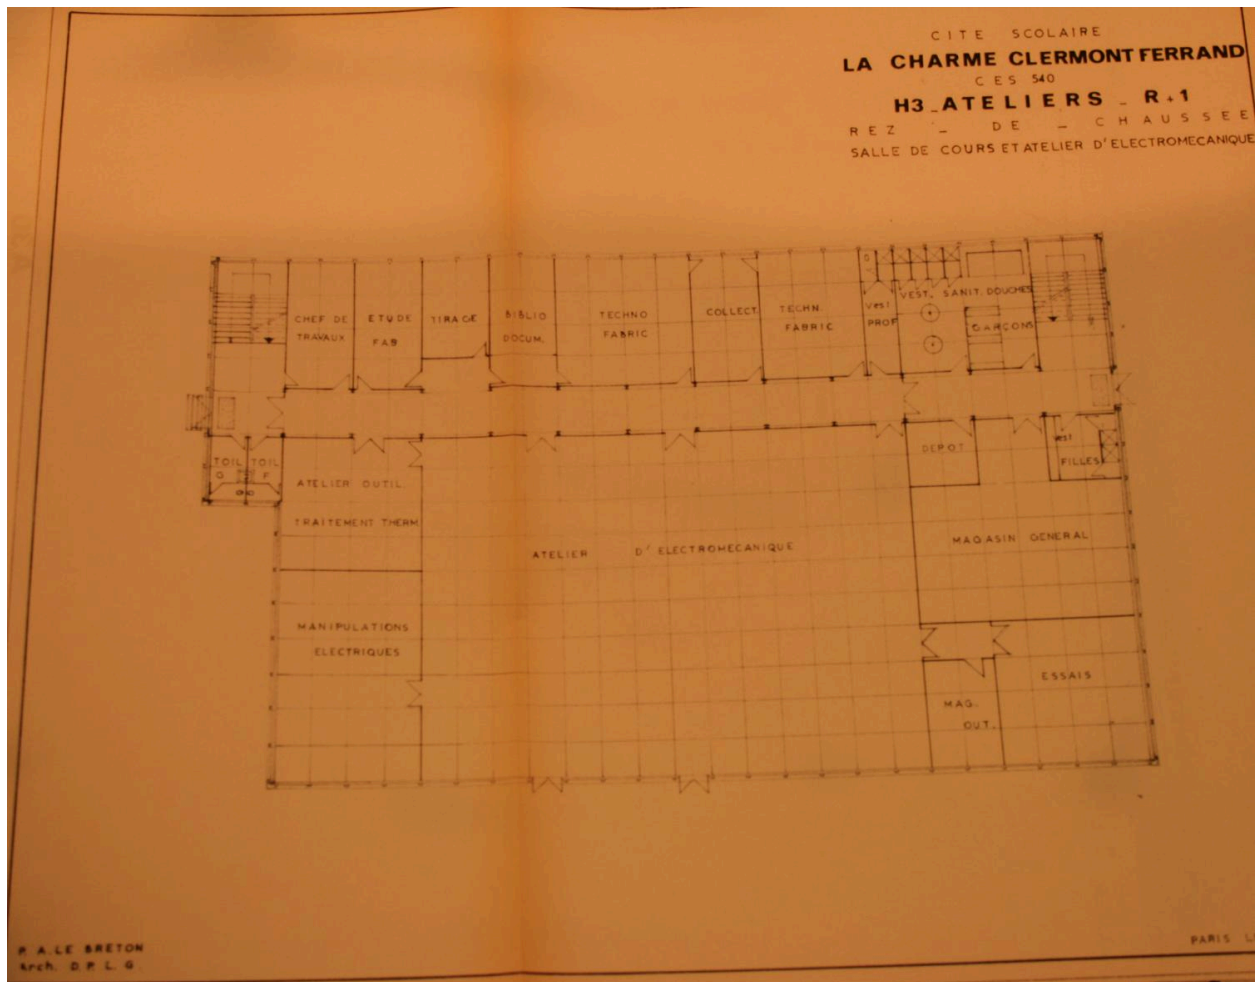 CITE SCOLAIRE
LA CHARME CLERMONT FERRAND
CES 540
H3_ATELIERS _ R+1
REZ _ DE _ CHAUSSEE
SALLE DE COURS ET ATELIER D'ELECTROMECANIQUE
CHEF DE
TRAVAUX
ETUDE
FAB
TIRAGE
BIBLIO
DOCUM.
TECHNO
FABRIC
COLLECT.
TECHN.
FABRIC
Vest
PROF
VEST. SANIT. DOUCHES
GARÇONS
TOIL
G
TOIL
F
ATELIER OUTIL.
TRAITEMENT THERM.
ATELIER D'ELECTROMECANIQUE
DEPOT
Vest
FILLES
MAGASIN GENERAL
MANIPULATIONS
ELECTRIQUES
ESSAIS
MAG.
OUT.
P. A. LE BRETON
Arch. D. P. L. G.
PARIS